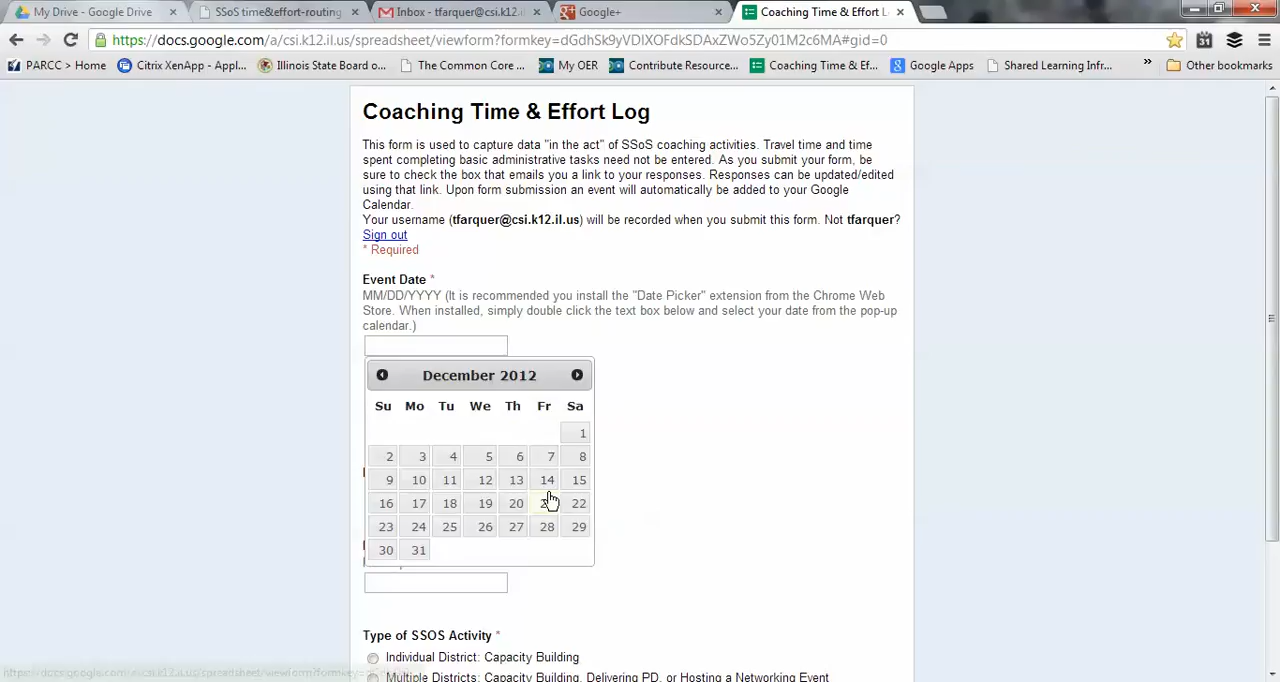 My Drive - Google Drive
SSoS time&effort-routing
Inbox - tfarquer@csi.k12.il.us
Google+
Coaching Time & Effort L
https://docs.google.com/a/csi.k12.il.us/spreadsheet/viewform?formkey=dGdhSk9yVDlXOFdkSDAxZWo5Zy01M2c6MA#gid=0
31
PARCC > Home
Citrix XenApp - Appl...
Illinois State Board o...
The Common Core ...
My OER
Contribute Resource...
Coaching Time & Ef...
Google Apps
Shared Learning Infr...
»
Other bookmarks
Coaching Time & Effort Log
This form is used to capture data "in the act" of SSoS coaching activities. Travel time and time
spent completing basic administrative tasks need not be entered. As you submit your form, be
sure to check the box that emails you a link to your responses. Responses can be updated/edited
using that link. Upon form submission an event will automatically be added to your Google
Calendar.
Your username (tfarquer@csi.k12.il.us) will be recorded when you submit this form. Not tfarquer?
Sign out
* Required
Event Date *
MM/DD/YYYY (It is recommended you install the "Date Picker" extension from the Chrome Web
Store. When installed, simply double click the text box below and select your date from the pop-up
calendar.)
December 2012
Su Mo Tu We Th Fr Sa
1
2 3 4 5 6 7 8
9 10 11 12 13 14 15
16 17 18 19 20 22
23 24 25 26 27 28 29
30 31
Type of SSOS Activity *
Individual District: Capacity Building
Multiple Districts: Capacity Building, Delivering PD, or Hosting a Networking Event